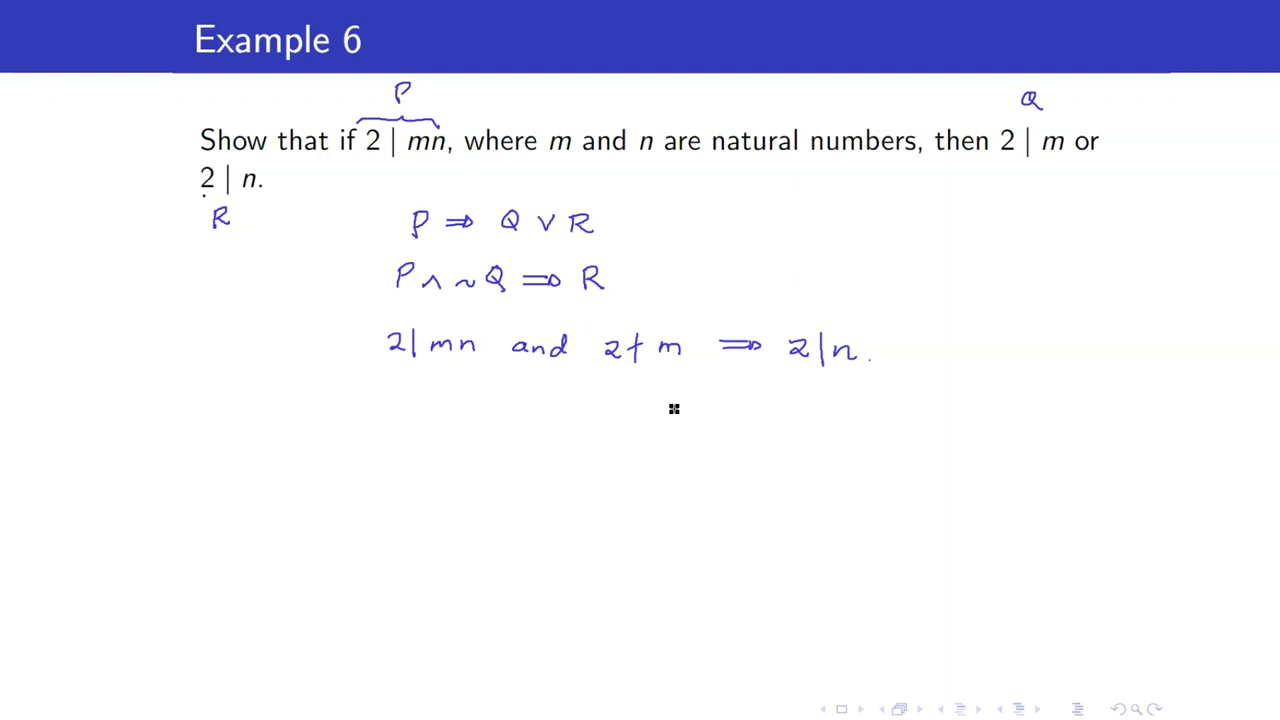 Example 6
P
Q
Show that if 2 | mn, where m and n are natural numbers, then 2 | m or
2 | n.
R
P ⇒ Q ∨ R
P ∧ ~Q ⇒ R
2|mn and 2∤m ⇒ 2|n.